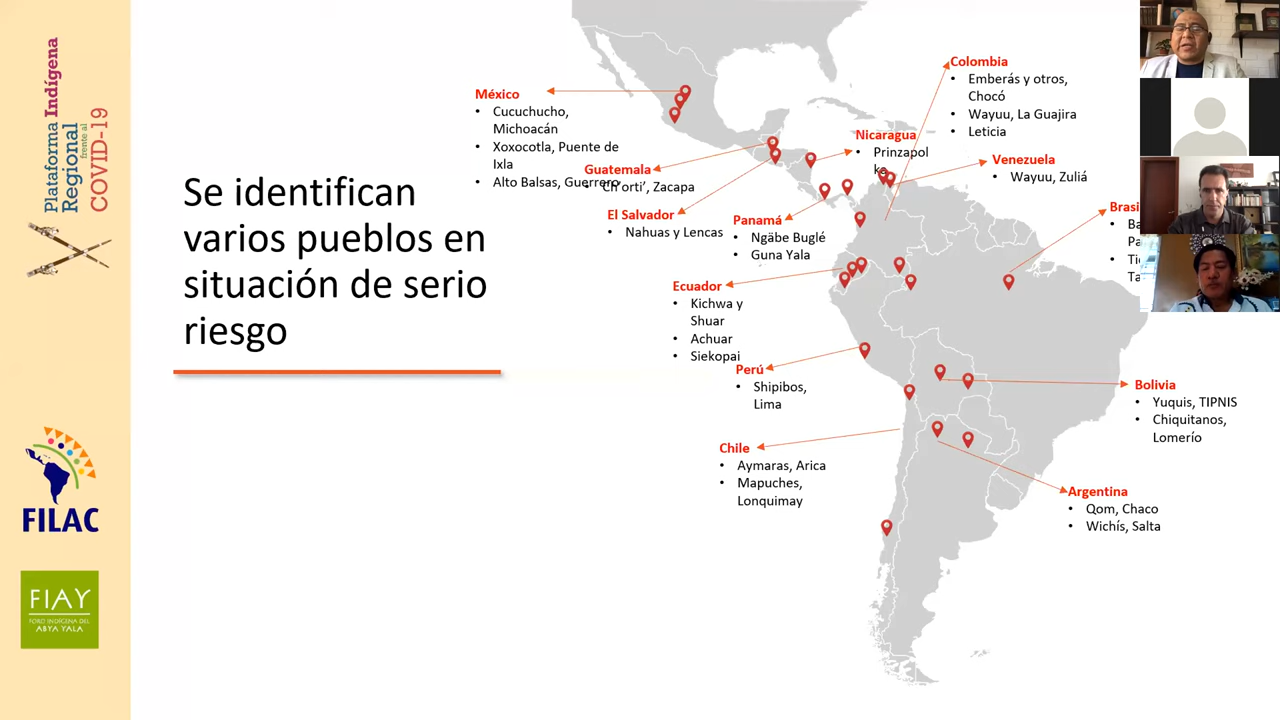 Plataforma Indígena
Regional
frente al
COVID-19
FILAC
FIAY
FORO INDÍGENA DEL
ABYA YALA
Se identifican
varios pueblos en
situación de serio
riesgo
México
• Cucuchucho,
Michoacán
• Xoxocotla, Puente de
Ixla
• Alto Balsas, Guerrero
Guatemala
• Ch'orti', Zacapa
El Salvador
• Nahuas y Lencas
Nicaragua
• Prinzapol
ka
Panamá
• Ngäbe Buglé
• Guna Yala
Colombia
• Emberás y otros,
Chocó
• Wayuu, La Guajira
• Leticia
Venezuela
• Wayuu, Zuliá
Ecuador
• Kichwa y
Shuar
• Achuar
• Siekopai
Perú
• Shipibos,
Lima
Bolivia
• Yuquis, TIPNIS
• Chiquitanos,
Lomerío
Chile
• Aymaras, Arica
• Mapuches,
Lonquimay
Argentina
• Qom, Chaco
• Wichís, Salta